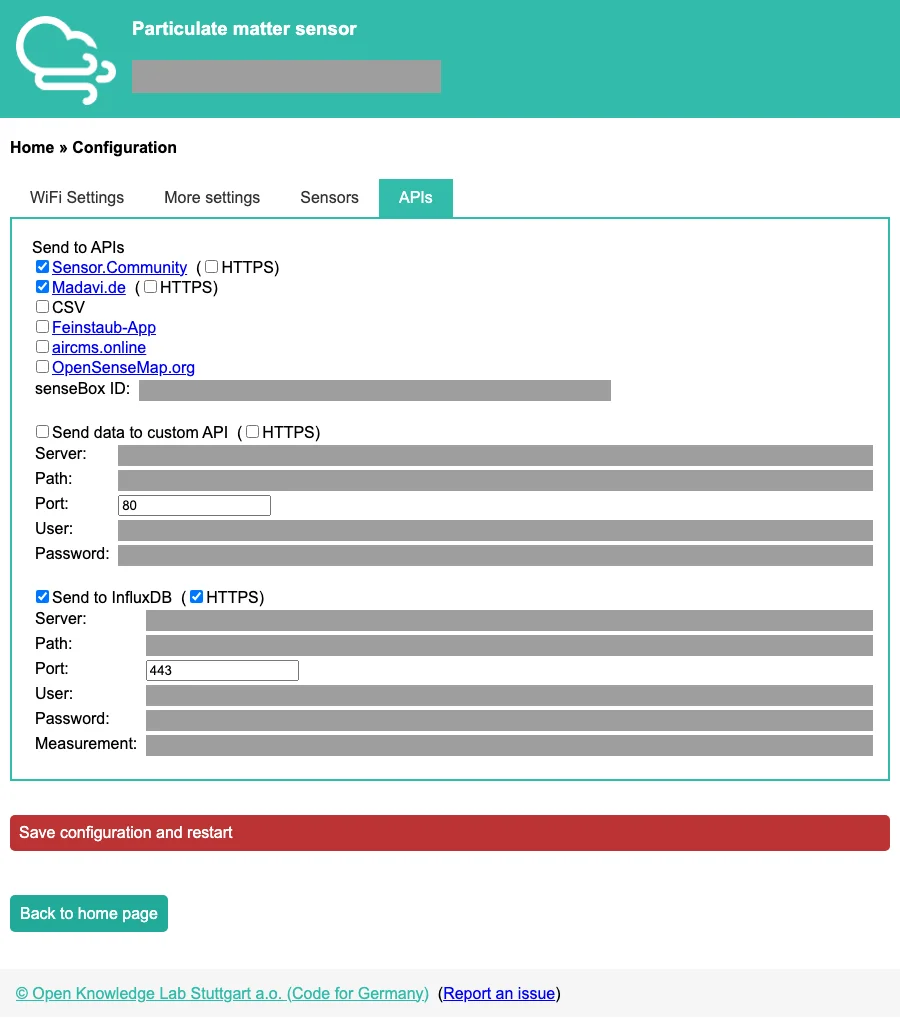 Particulate matter sensor
Home » Configuration
WiFi Settings More settings Sensors APIs
Send to APIs
Sensor.Community (HTTPS)
Madavi.de (HTTPS)
CSV
Feinstaub-App
aircms.online
OpenSenseMap.org
senseBox ID:
Send data to custom API (HTTPS)
Server:
Path:
Port: 80
User:
Password:
Send to InfluxDB (HTTPS)
Server:
Path:
Port: 443
User:
Password:
Measurement:
Save configuration and restart
Back to home page
© Open Knowledge Lab Stuttgart a.o. (Code for Germany) (Report an issue)